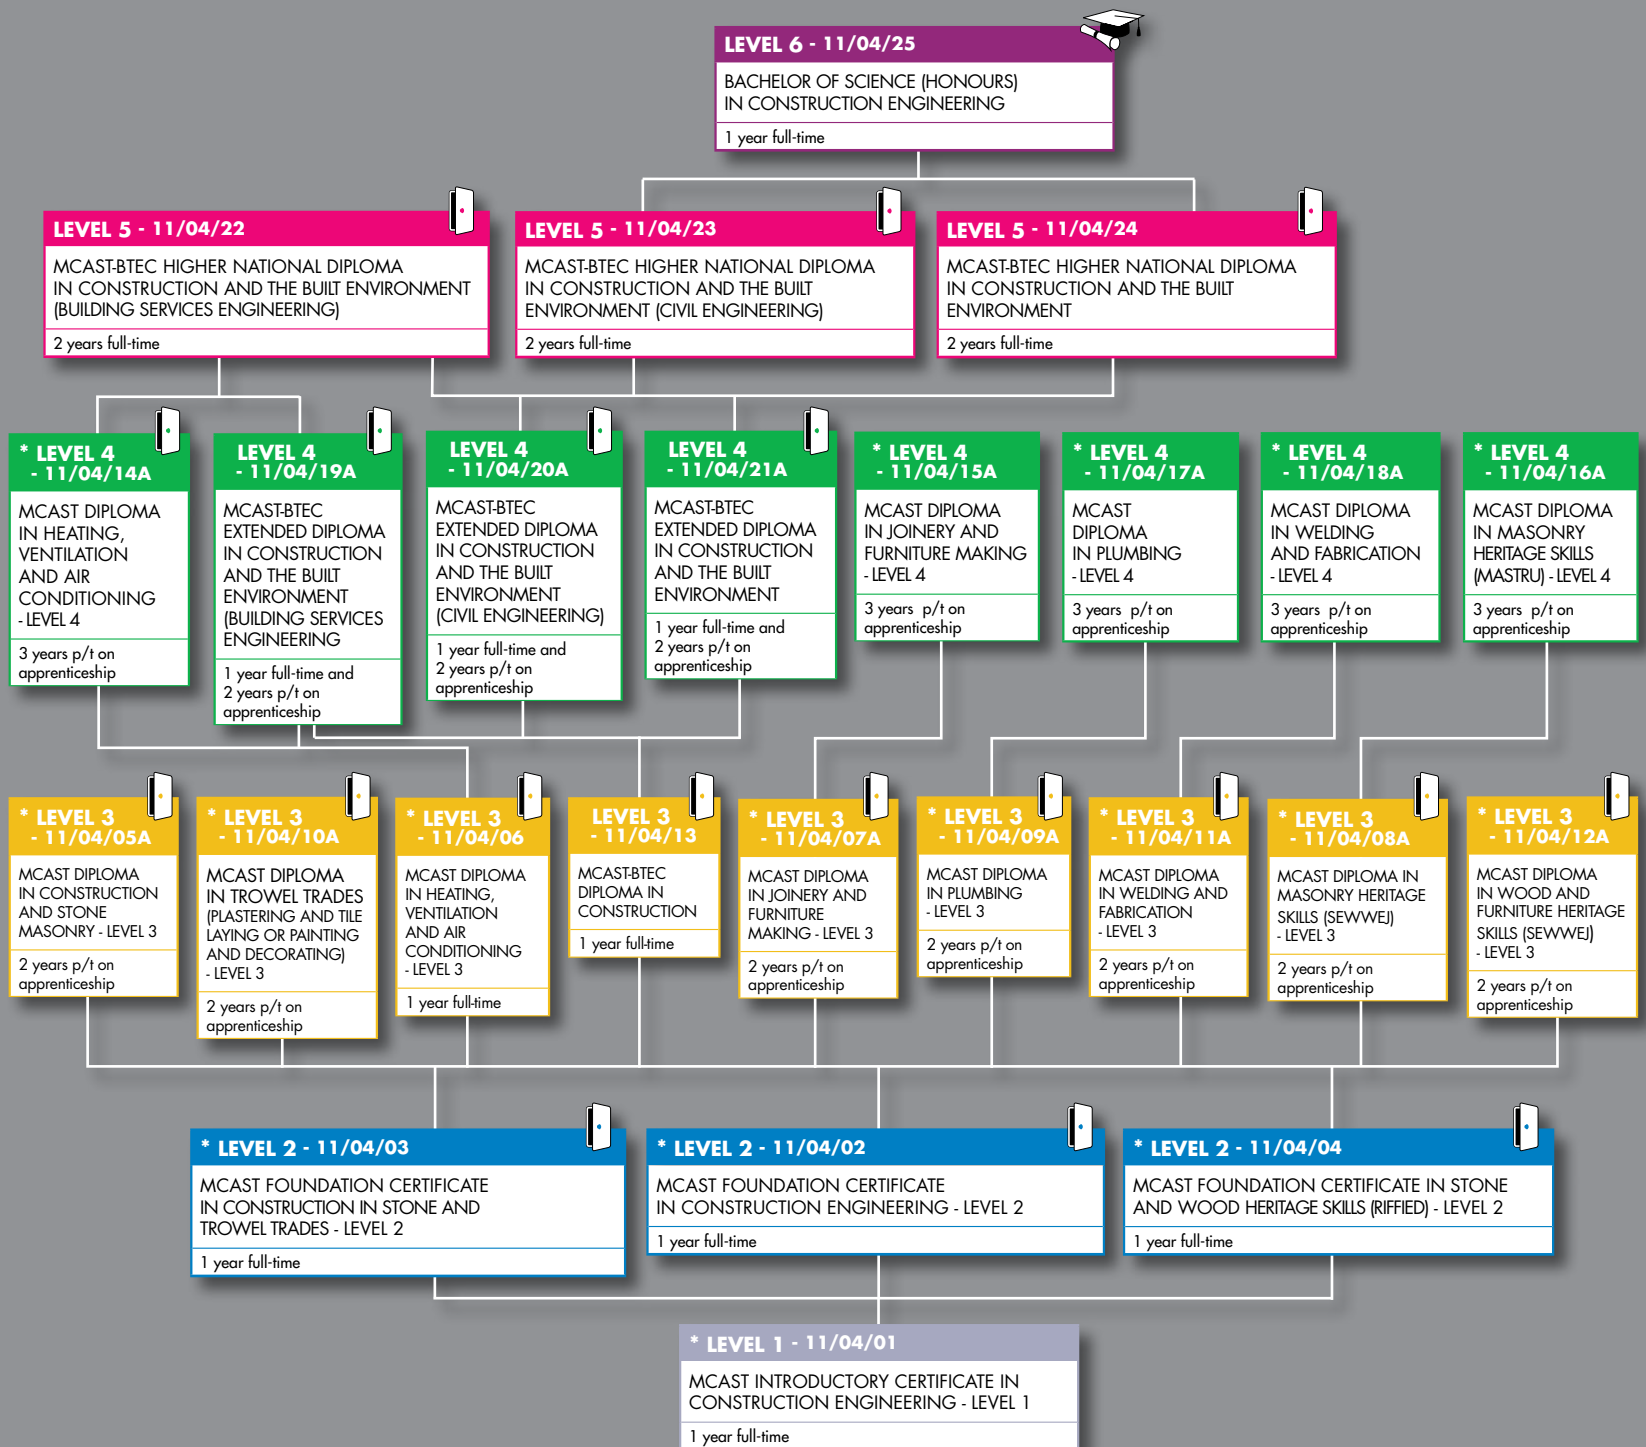 LEVEL 6 - 11/04/25
BACHELOR OF SCIENCE (HONOURS)
IN CONSTRUCTION ENGINEERING
1 year full-time
LEVEL 5 - 11/04/22
MCAST-BTEC HIGHER NATIONAL DIPLOMA
IN CONSTRUCTION AND THE BUILT ENVIRONMENT
(BUILDING SERVICES ENGINEERING)
2 years full-time
LEVEL 5 - 11/04/23
MCAST-BTEC HIGHER NATIONAL DIPLOMA
IN CONSTRUCTION AND THE BUILT
ENVIRONMENT (CIVIL ENGINEERING)
2 years full-time
LEVEL 5 - 11/04/24
MCAST-BTEC HIGHER NATIONAL DIPLOMA
IN CONSTRUCTION AND THE BUILT
ENVIRONMENT
2 years full-time
* LEVEL 4
- 11/04/14A
MCAST DIPLOMA
IN HEATING,
VENTILATION
AND AIR
CONDITIONING
- LEVEL 4
3 years p/t on
apprenticeship
LEVEL 4
- 11/04/19A
MCAST-BTEC
EXTENDED DIPLOMA
IN CONSTRUCTION
AND THE BUILT
ENVIRONMENT
(BUILDING SERVICES
ENGINEERING
1 year full-time and
2 years p/t on
apprenticeship
LEVEL 4
- 11/04/20A
MCAST-BTEC
EXTENDED DIPLOMA
IN CONSTRUCTION
AND THE BUILT
ENVIRONMENT
(CIVIL ENGINEERING)
1 year full-time and
2 years p/t on
apprenticeship
LEVEL 4
- 11/04/21A
MCAST-BTEC
EXTENDED DIPLOMA
IN CONSTRUCTION
AND THE BUILT
ENVIRONMENT
1 year full-time and
2 years p/t on
apprenticeship
* LEVEL 4
- 11/04/15A
MCAST DIPLOMA
IN JOINERY AND
FURNITURE MAKING
- LEVEL 4
3 years p/t on
apprenticeship
* LEVEL 4
- 11/04/17A
MCAST
DIPLOMA
IN PLUMBING
- LEVEL 4
3 years p/t on
apprenticeship
* LEVEL 4
- 11/04/18A
MCAST DIPLOMA
IN WELDING
AND FABRICATION
- LEVEL 4
3 years p/t on
apprenticeship
* LEVEL 4
- 11/04/16A
MCAST DIPLOMA
IN MASONRY
HERITAGE SKILLS
(MASTRU) - LEVEL 4
3 years p/t on
apprenticeship
* LEVEL 3
- 11/04/05A
MCAST DIPLOMA
IN CONSTRUCTION
AND STONE
MASONRY - LEVEL 3
2 years p/t on
apprenticeship
* LEVEL 3
- 11/04/10A
MCAST DIPLOMA
IN TROWEL TRADES
(PLASTERING AND TILE
LAYING OR PAINTING
AND DECORATING)
- LEVEL 3
2 years p/t on
apprenticeship
* LEVEL 3
- 11/04/06
MCAST DIPLOMA
IN HEATING,
VENTILATION
AND AIR
CONDITIONING
- LEVEL 3
1 year full-time
LEVEL 3
- 11/04/13
MCAST-BTEC
DIPLOMA IN
CONSTRUCTION
1 year full-time
* LEVEL 3
- 11/04/07A
MCAST DIPLOMA
IN JOINERY AND
FURNITURE
MAKING - LEVEL 3
2 years p/t on
apprenticeship
* LEVEL 3
- 11/04/09A
MCAST DIPLOMA
IN PLUMBING
- LEVEL 3
2 years p/t on
apprenticeship
* LEVEL 3
- 11/04/11A
MCAST DIPLOMA
IN WELDING AND
FABRICATION
- LEVEL 3
2 years p/t on
apprenticeship
* LEVEL 3
- 11/04/08A
MCAST DIPLOMA IN
MASONRY HERITAGE
SKILLS (SEWWEJ)
- LEVEL 3
2 years p/t on
apprenticeship
* LEVEL 3
- 11/04/12A
MCAST DIPLOMA
IN WOOD AND
FURNITURE HERITAGE
SKILLS (SEWWEJ)
- LEVEL 3
2 years p/t on
apprenticeship
* LEVEL 2 - 11/04/03
MCAST FOUNDATION CERTIFICATE
IN CONSTRUCTION IN STONE AND
TROWEL TRADES - LEVEL 2
1 year full-time
* LEVEL 2 - 11/04/02
MCAST FOUNDATION CERTIFICATE
IN CONSTRUCTION ENGINEERING - LEVEL 2
1 year full-time
* LEVEL 2 - 11/04/04
MCAST FOUNDATION CERTIFICATE IN STONE
AND WOOD HERITAGE SKILLS (RIFFIED) - LEVEL 2
1 year full-time
* LEVEL 1 - 11/04/01
MCAST INTRODUCTORY CERTIFICATE IN
CONSTRUCTION ENGINEERING - LEVEL 1
1 year full-time